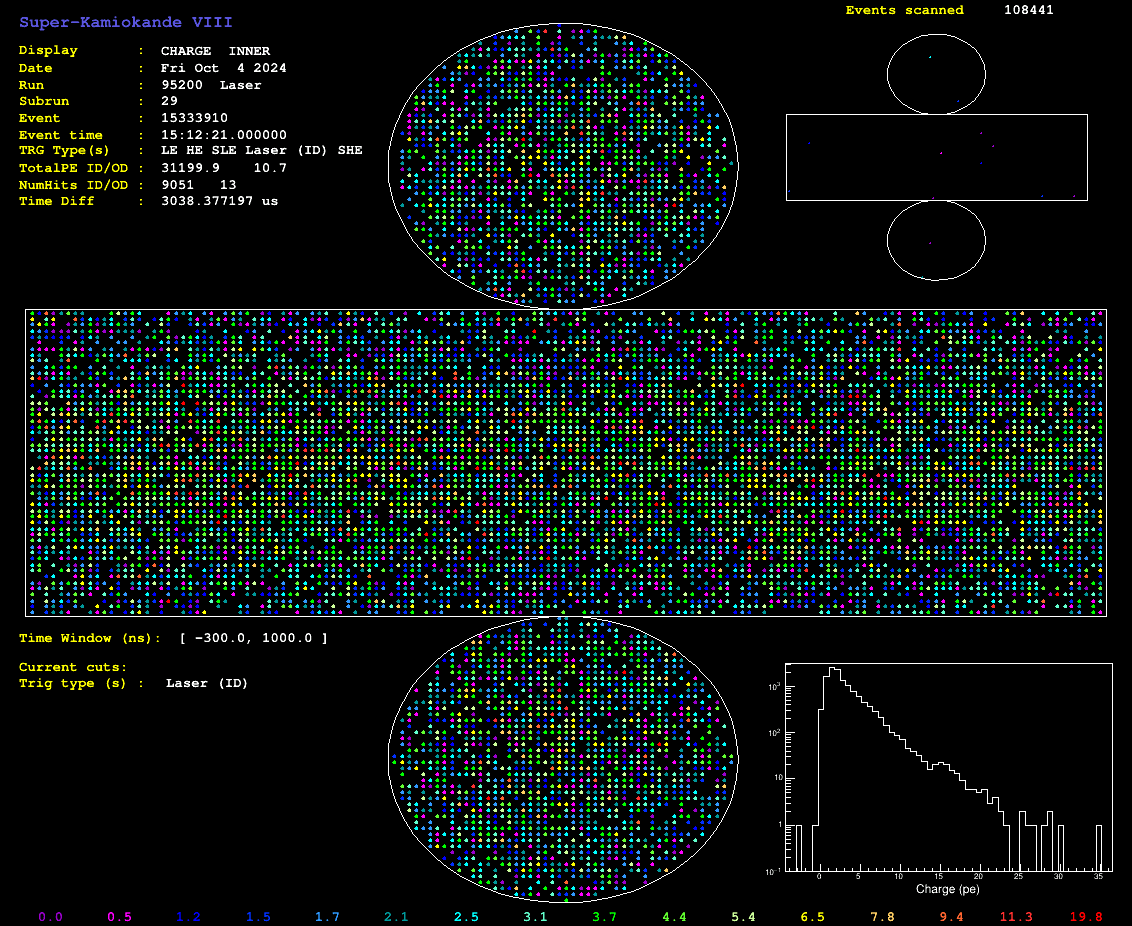 Super-Kamiokande VIII
Events scanned 108441
Display : CHARGE INNER
Date : Fri Oct 4 2024
Run : 95200 Laser
Subrun : 29
Event : 15333910
Event time : 15:12:21.000000
TRG Type(s) : LE HE SLE Laser (ID) SHE
TotalPE ID/OD : 31199.9 10.7
NumHits ID/OD : 9051 13
Time Diff : 3038.377197 us
Time Window (ns): [ -300.0, 1000.0 ]
Current cuts:
Trig type (s) : Laser (ID)
10³
10²
10
1
10⁻¹
0 5 10 15 20 25 30 35
Charge (pe)
0.0 0.5 1.2 1.5 1.7 2.1 2.5 3.1 3.7 4.4 5.4 6.5 7.8 9.4 11.3 19.8